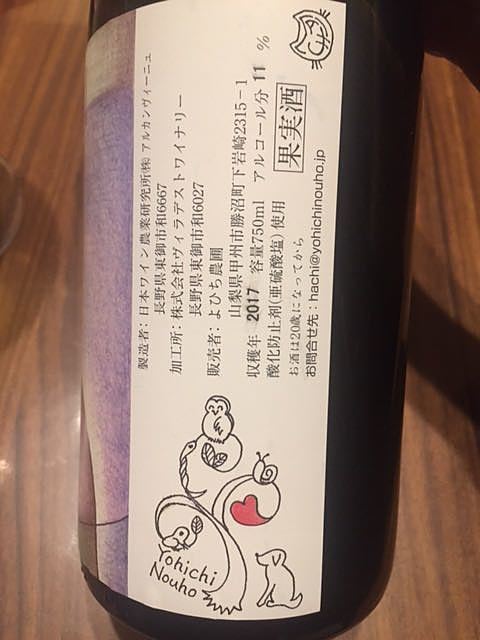 製造者：日本ワイン農業研究所㈱ アルカンヴィーニュ
長野県東御市和6667
加工所：株式会社ヴィラデストワイナリー
長野県東御市和6027
販売者：よひち農圃
山梨県甲州市勝沼町下岩崎2315-1
収穫年 2017 容量750ml アルコール分 11 %
酸化防止剤(亜硫酸塩)使用 果実酒
お酒は20歳になってから
お問合せ先：hachi@yohichinouho.jp
Yohichi
Nouho